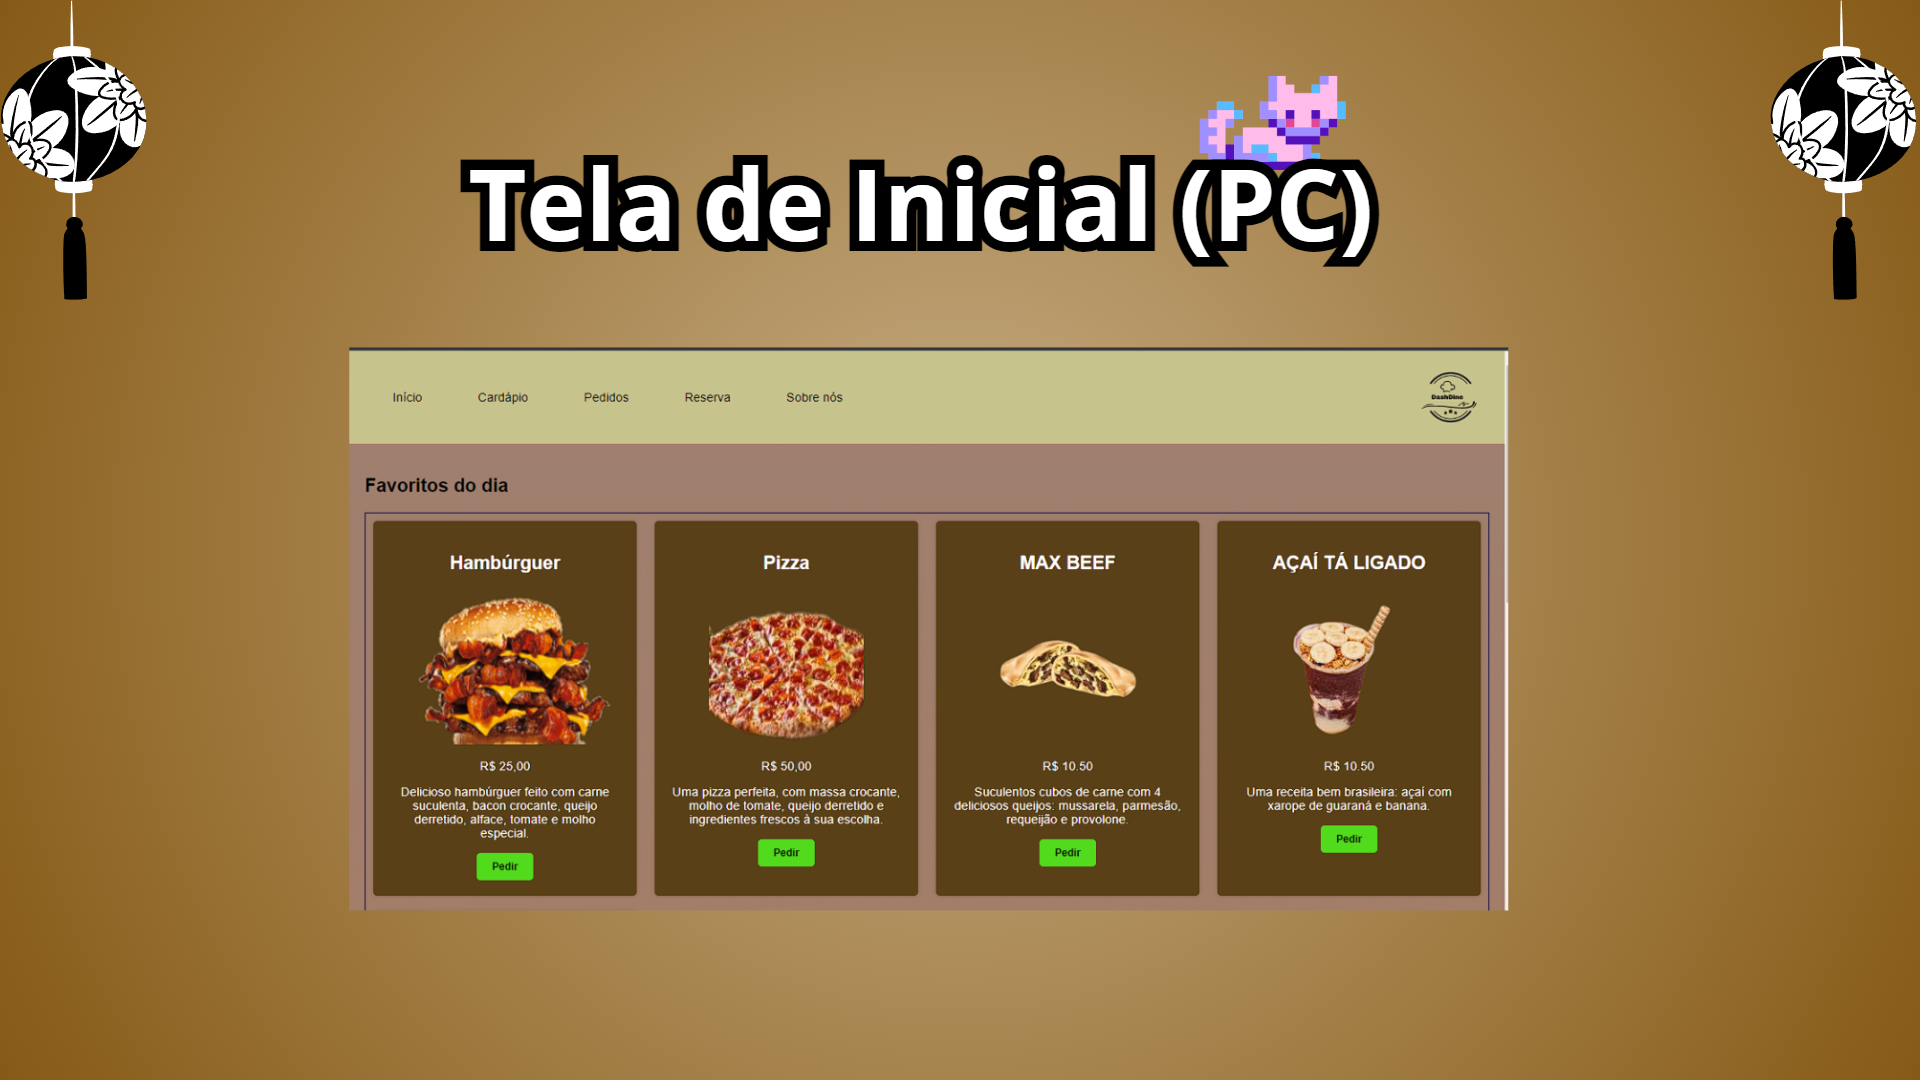 Tela de Inicial (PC)
Início Cardápio Pedidos Reserva Sobre nós
DashDine
Favoritos do dia
Hambúrguer
R$ 25,00
Delicioso hambúrguer feito com carne
suculenta, bacon crocante, queijo
derretido, alface, tomate e molho
especial.
Pedir
Pizza
R$ 50,00
Uma pizza perfeita, com massa crocante,
molho de tomate, queijo derretido e
ingredientes frescos à sua escolha.
Pedir
MAX BEEF
R$ 10.50
Suculentos cubos de carne com 4
deliciosos queijos: mussarela, parmesão,
requeijão e provolone.
Pedir
AÇAÍ TÁ LIGADO
R$ 10.50
Uma receita bem brasileira: açaí com
xarope de guaraná e banana.
Pedir